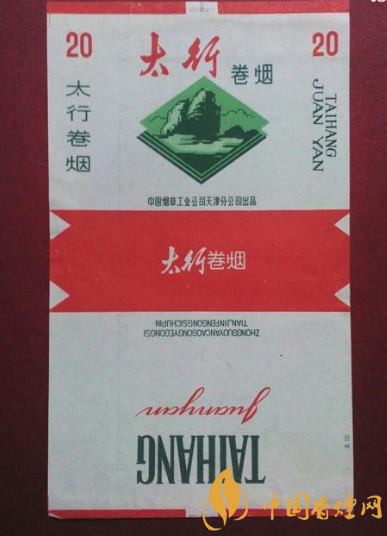 20
太行
卷烟
20
太行卷烟
TAIHANG
JUAN YAN
中国烟草工业公司天津分公司出品
太行卷烟
ZHONGGUOYANCAOGONGYEGONGSI
TIANJINFENGONGSICHUPIN
Juanyan
TAIHANG
中国香烟网